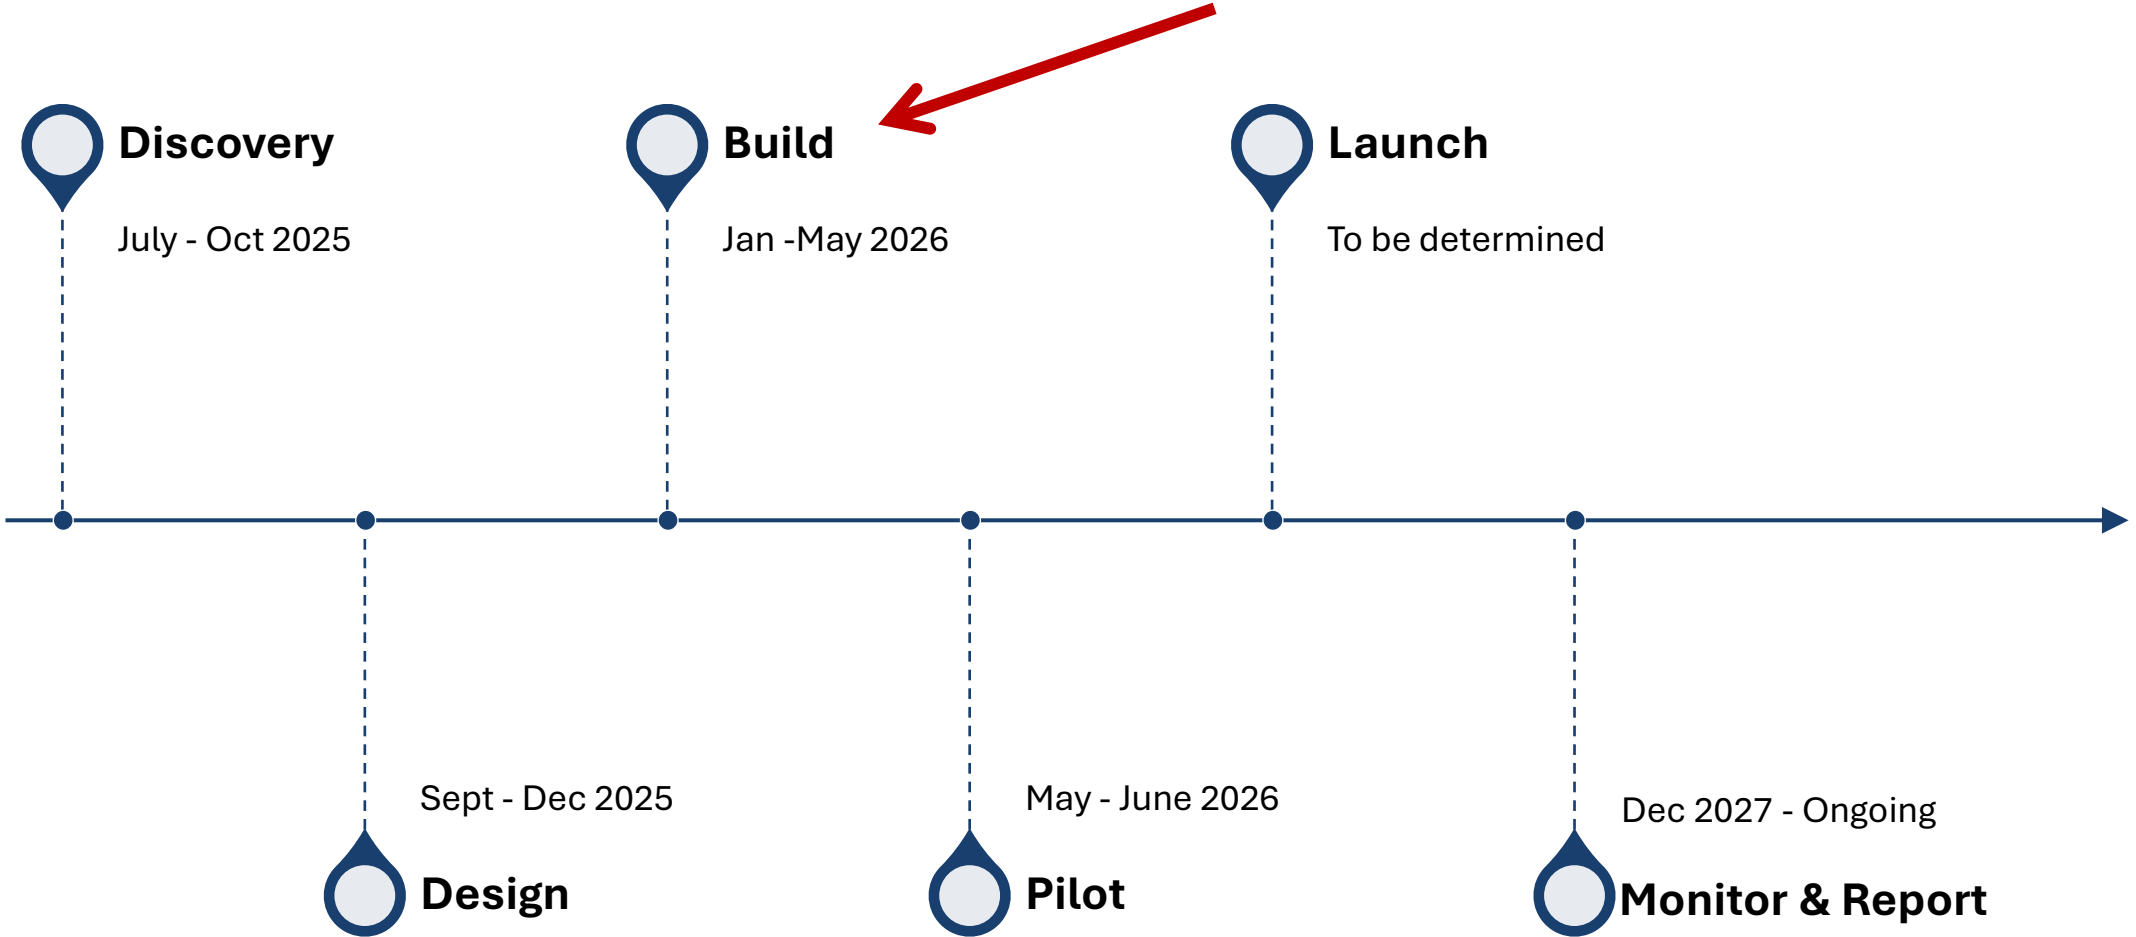 Discovery
July - Oct 2025
Build
Jan -May 2026
Launch
To be determined
Sept - Dec 2025
Design
May - June 2026
Pilot
Dec 2027 - Ongoing
Monitor & Report